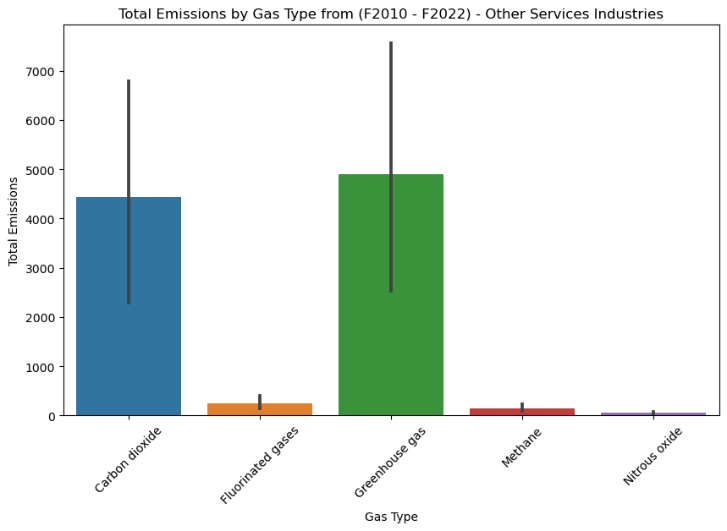 Total Emissions by Gas Type from (F2010 - F2022) - Other Services Industries
Total Emissions
7000
6000
5000
4000
3000
2000
1000
0
Carbon dioxide
Fluorinated gases
Greenhouse gas
Methane
Nitrous oxide
Gas Type